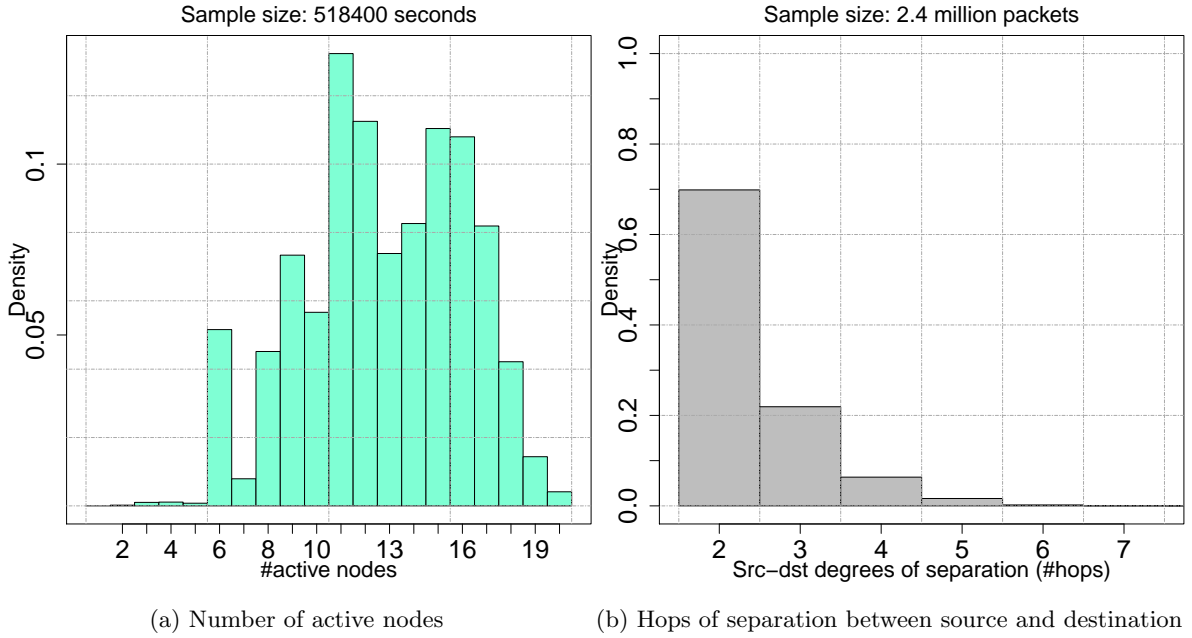 Sample size: 518400 seconds
Density
0.1
0.05
2 4 6 8 10 13 16 19
#active nodes
(a) Number of active nodes
Sample size: 2.4 million packets
Density
1.0
0.8
0.6
0.4
0.2
0.0
2 3 4 5 6 7
Src−dst degrees of separation (#hops)
(b) Hops of separation between source and destination